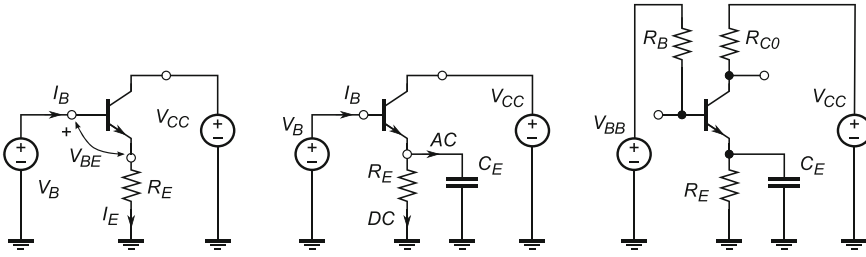 I_B
+
V_BE
V_CC
+
−
V_B
+
−
R_E
I_E
I_B
V_CC
V_B
+
−
AC
+
−
R_E
C_E
DC
R_B
R_C0
V_BB
+
−
V_CC
+
−
C_E
R_E